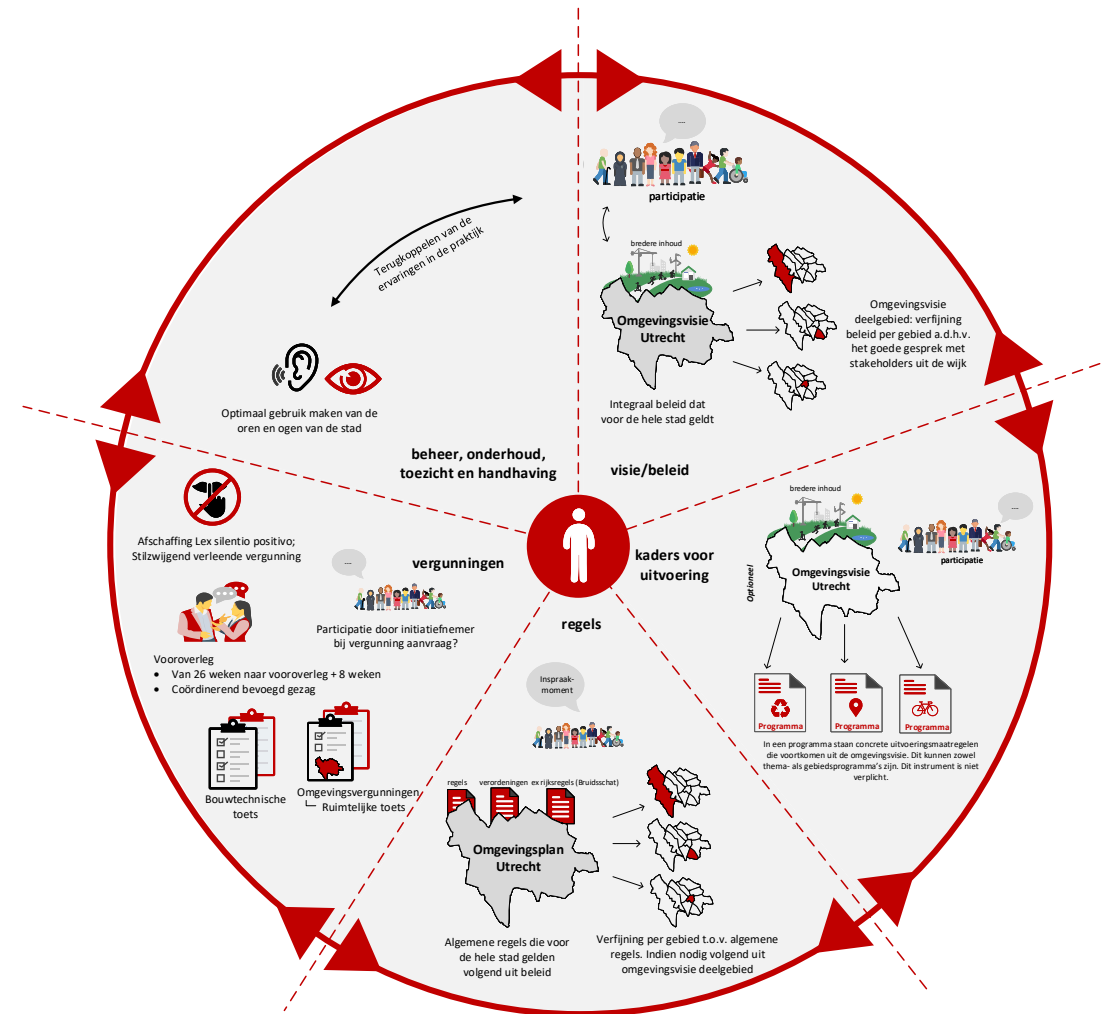 ....
participatie
Terugkoppelen van de
ervaringen in de praktijk
bredere inhoud
Omgevingsvisie
Utrecht
Omgevingsvisie
deelgebied: verfijning
beleid per gebied a.d.h.v.
het goede gesprek met
stakeholders uit de wijk
Integraal beleid dat
voor de hele stad geldt
Optimaal gebruik maken van de
oren en ogen van de stad
beheer, onderhoud,
toezicht en handhaving
visie/beleid
bredere inhoud
....
participatie
Optioneel
Omgevingsvisie
Utrecht
kaders voor
uitvoering
Programma
Programma
Programma
In een programma staan concrete uitvoeringsmaatregelen
die voortkomen uit de omgevingsvisie. Dit kunnen zowel
thema- als gebiedsprogramma's zijn. Dit instrument is niet
verplicht.
Afschaffing Lex silentio positivo;
Stilzwijgend verleende vergunning
vergunningen
....
Participatie door initiatiefnemer
bij vergunning aanvraag?
Vooroverleg
• Van 26 weken naar vooroverleg + 8 weken
• Coördinerend bevoegd gezag
Bouwtechnische
toets
Omgevingsvergunningen
Ruimtelijke toets
regels
Inspraak-
moment
regels
verordeningen
ex rijksregels (Bruidsschat)
Omgevingsplan
Utrecht
Algemene regels die voor
de hele stad gelden
volgend uit beleid
Verfijning per gebied t.o.v. algemene
regels. Indien nodig volgend uit
omgevingsvisie deelgebied